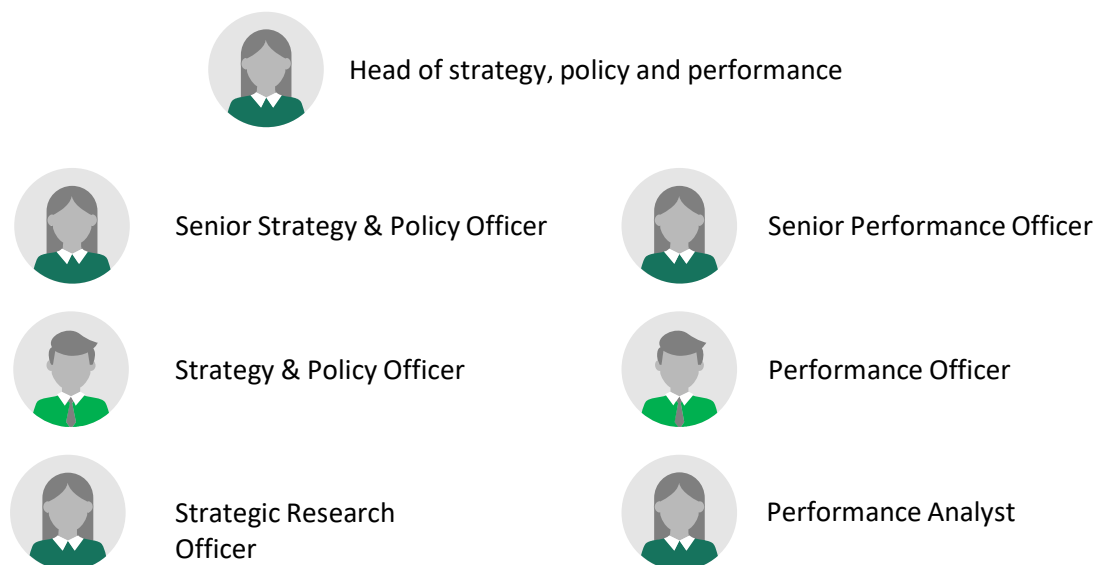 Head of strategy, policy and performance
Senior Strategy & Policy Officer
Senior Performance Officer
Strategy & Policy Officer
Performance Officer
Strategic Research
Officer
Performance Analyst